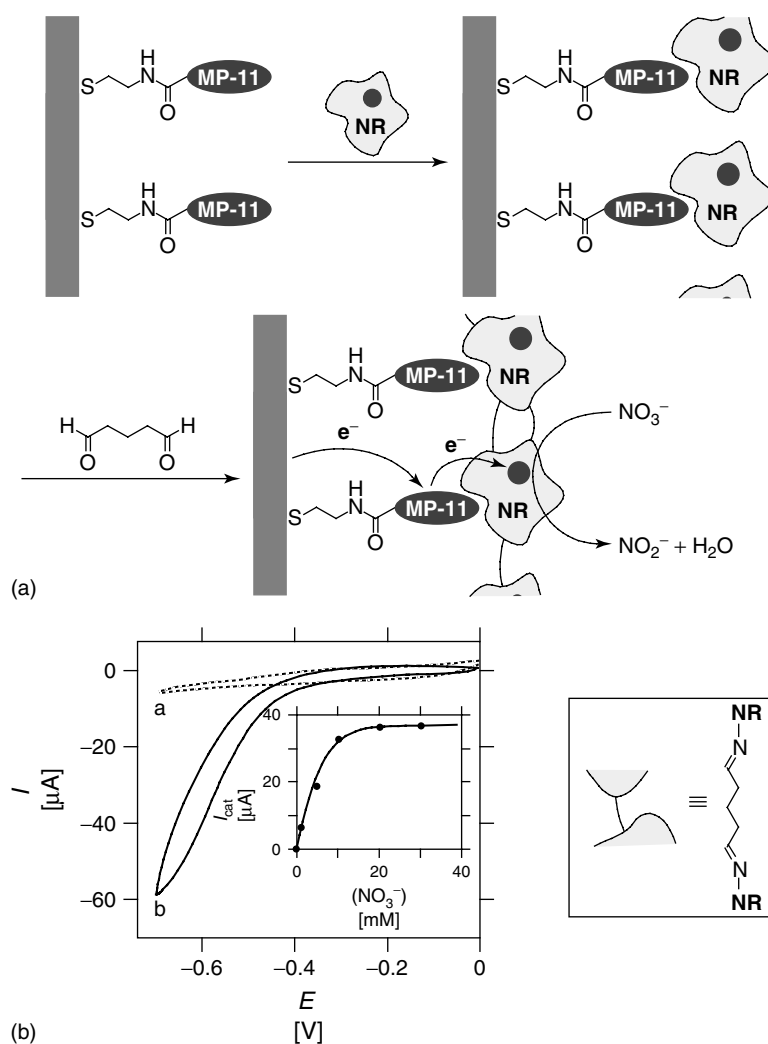 H
N
S
O
MP-11
H
N
S
O
MP-11
NR
H
N
S
O
MP-11
NR
H
N
S
O
MP-11
NR
H
O
H
O
H
N
S
O
MP-11
NR
e⁻
e⁻
H
N
S
O
MP-11
NR
NO₃⁻
NO₂⁻ + H₂O
(a)
0
−20
−40
−60
I
[µA]
a
b
40
20
0
I_cat
[µA]
0
20
40
(NO₃⁻)
[mM]
−0.6
−0.4
−0.2
0
E
[V]
(b)
≡
NR
N
N
NR